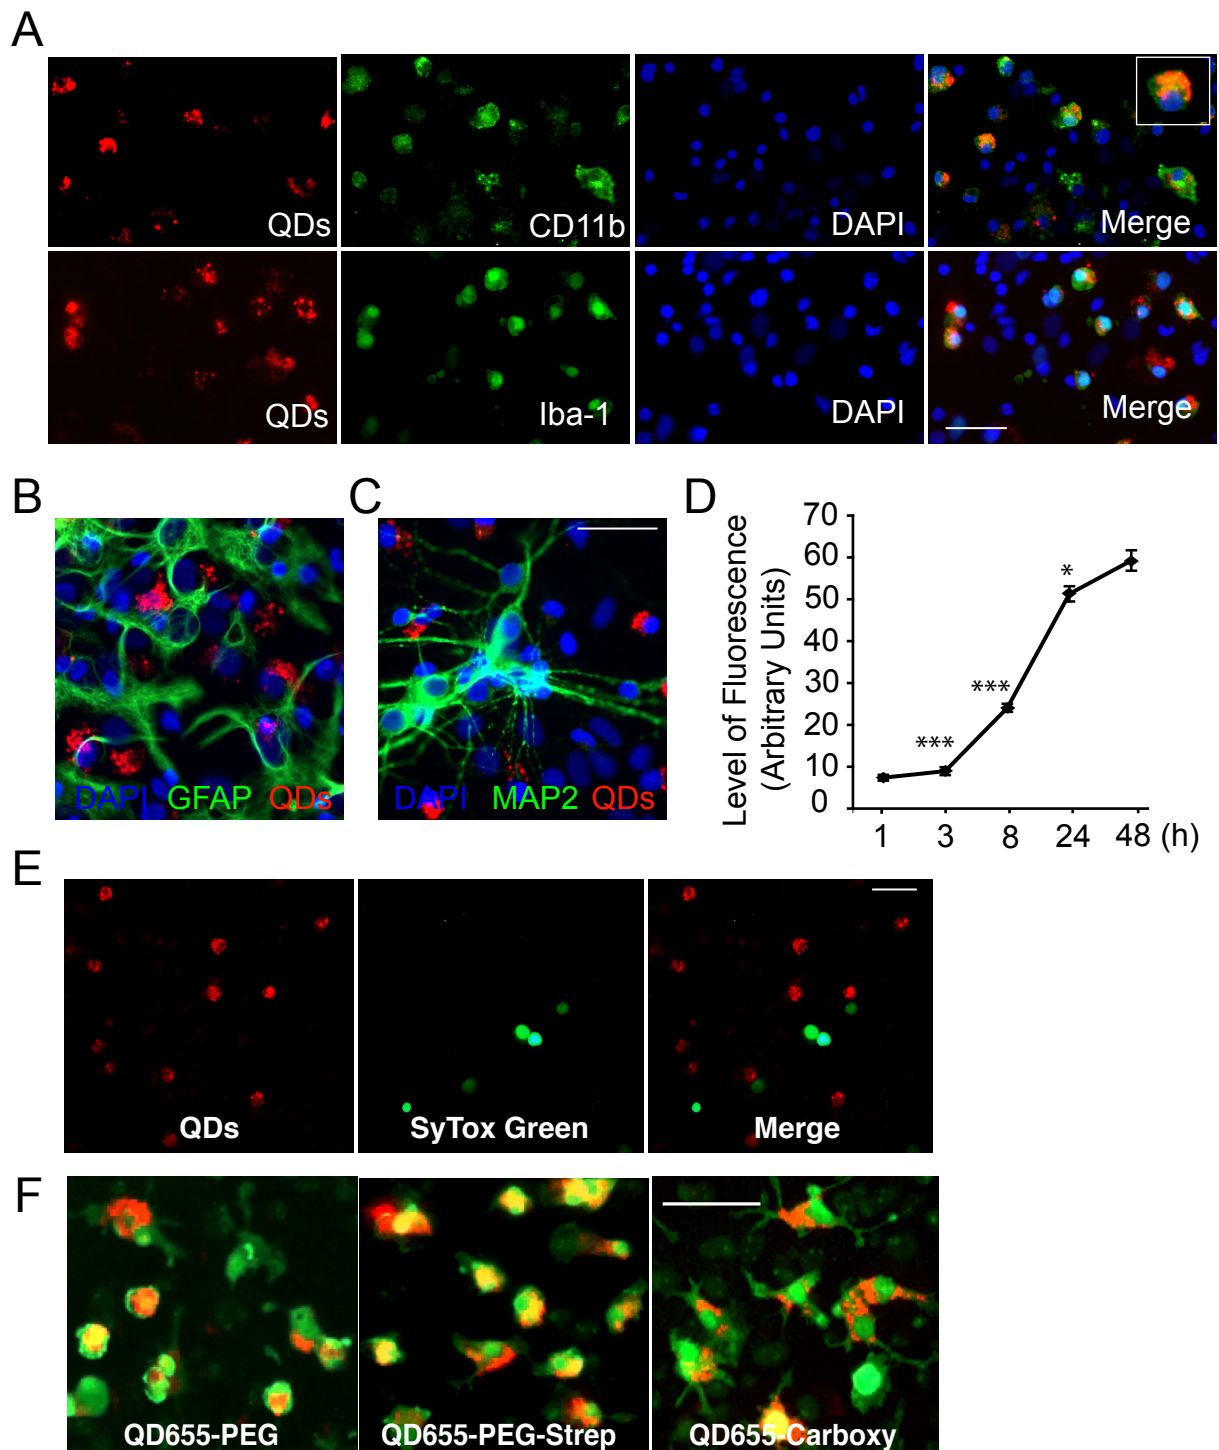 A
QDs CD11b DAPI Merge
QDs Iba-1 DAPI Merge
B
DAPI GFAP QDs
C
DAPI MAP2 QDs
D
Level of Fluorescence
(Arbitrary Units)
70
60
50
40
30
20
10
0
*
***
***
1 3 8 24 48 (h)
E
QDs SyTox Green Merge
F
QD655-PEG QD655-PEG-Strep QD655-Carboxy